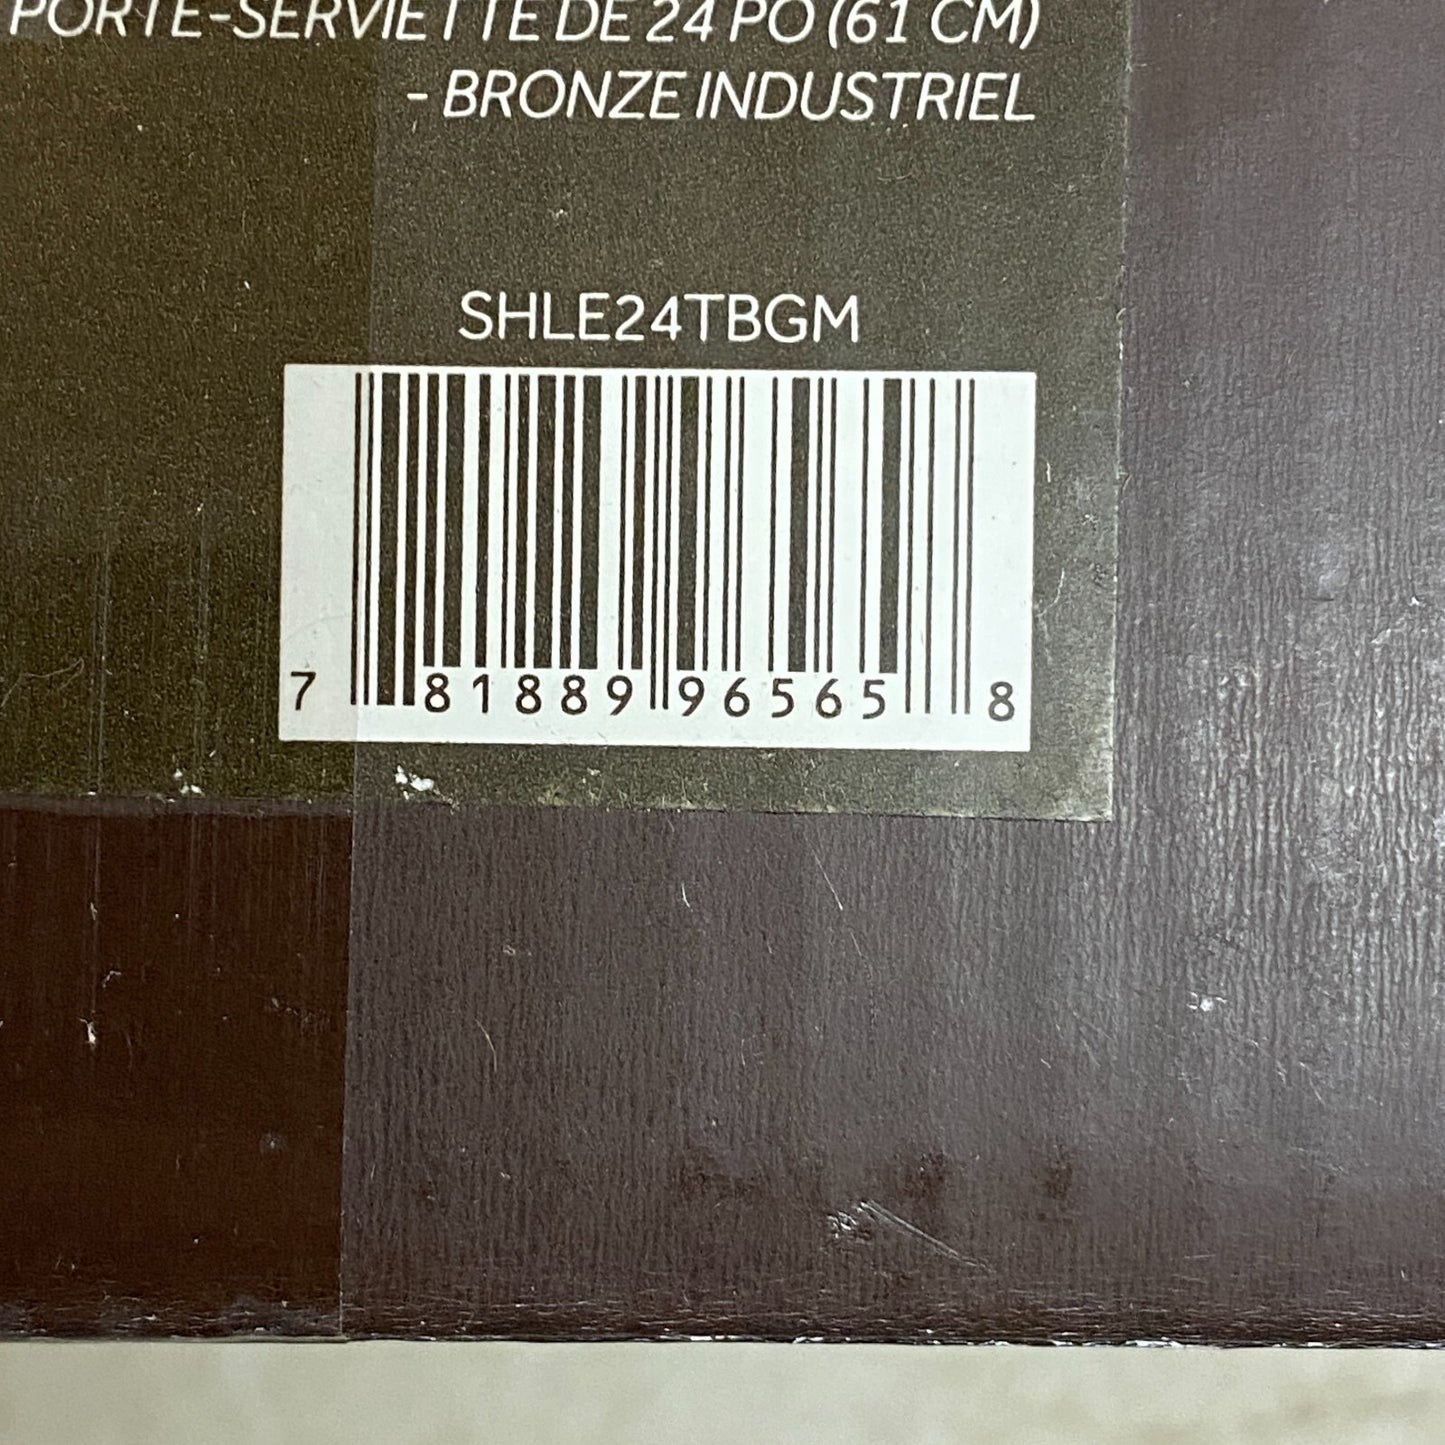 PORTE-SERVIETTE DE 24 PO (61 CM)
- BRONZE INDUSTRIEL
SHLE24TBGM
7 81889 96565 8